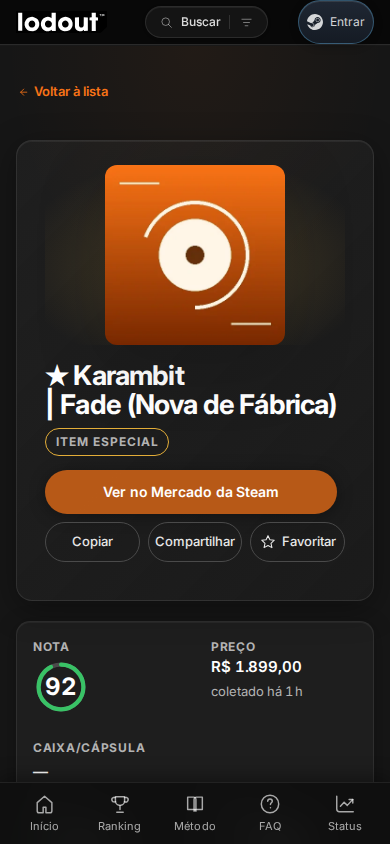 lodout™
Buscar
Entrar
← Voltar à lista
★ Karambit
| Fade (Nova de Fábrica)
ITEM ESPECIAL
Ver no Mercado da Steam
Copiar
Compartilhar
Favoritar
NOTA
PREÇO
92
R$ 1.899,00
coletado há 1 h
CAIXA/CÁPSULA
—
Início
Ranking
Método
FAQ
Status